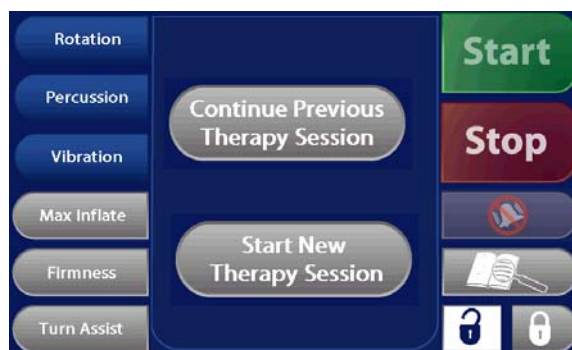 Rotation
Percussion
Vibration
Max Inflate
Firmness
Turn Assist
Continue Previous
Therapy Session
Start New
Therapy Session
Start
Stop